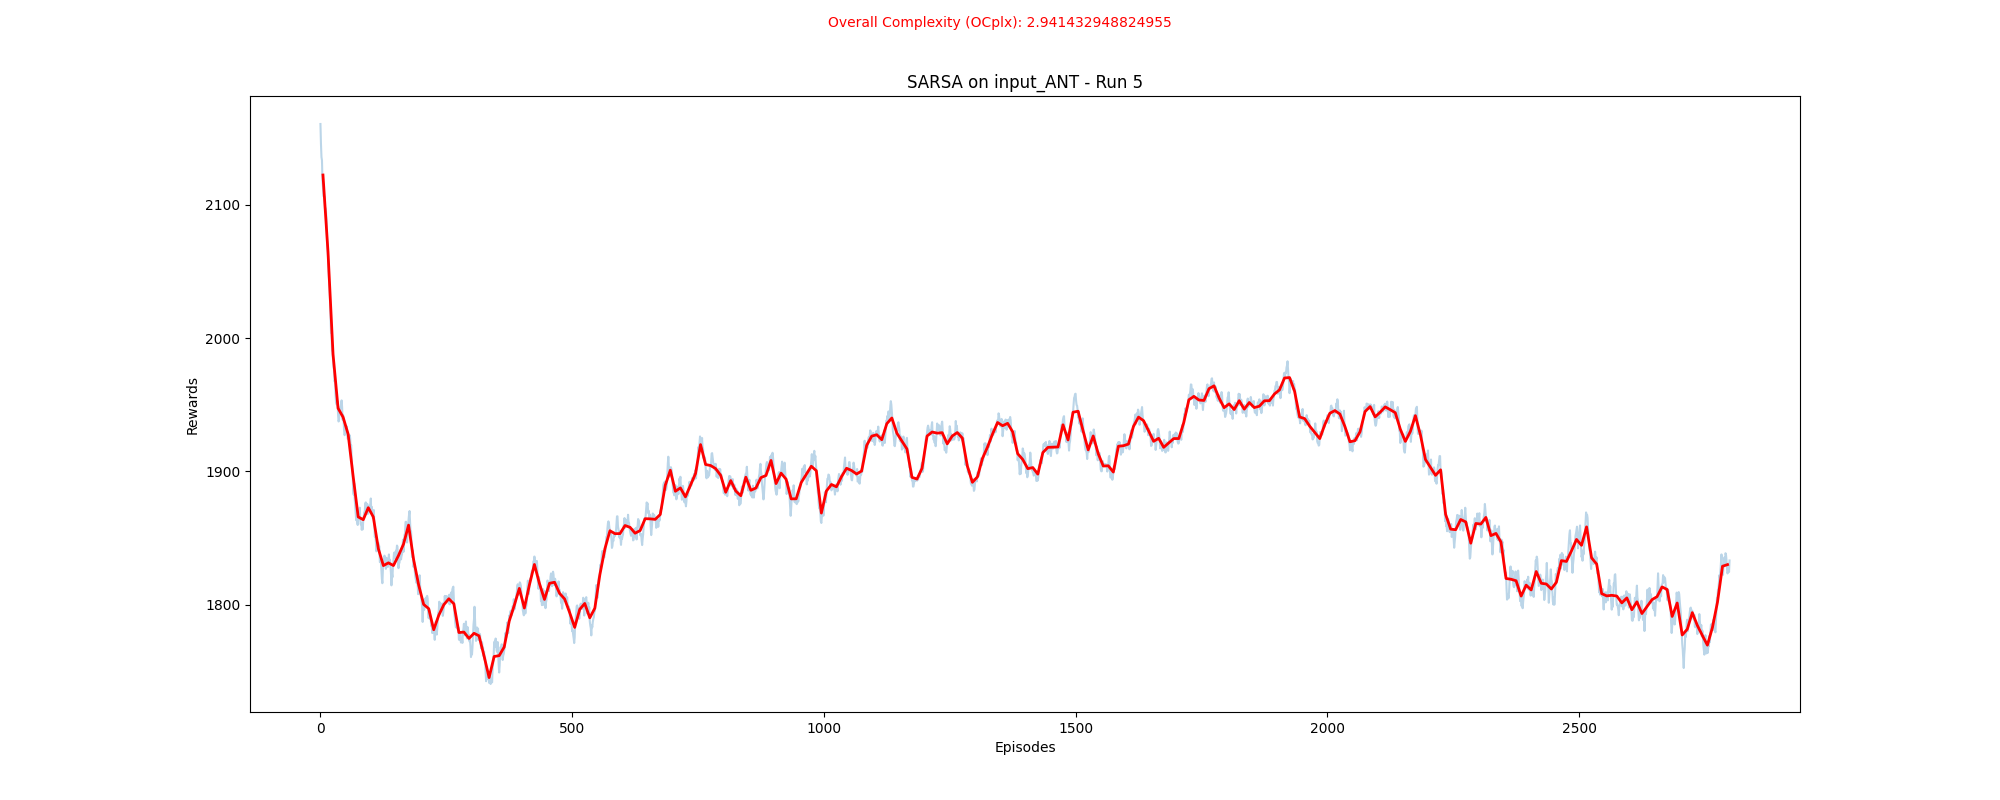 Overall Complexity (OCplx): 2.941432948824955
SARSA on input_ANT - Run 5
Rewards
2100
2000
1900
1800
0 500 1000 1500 2000 2500
Episodes